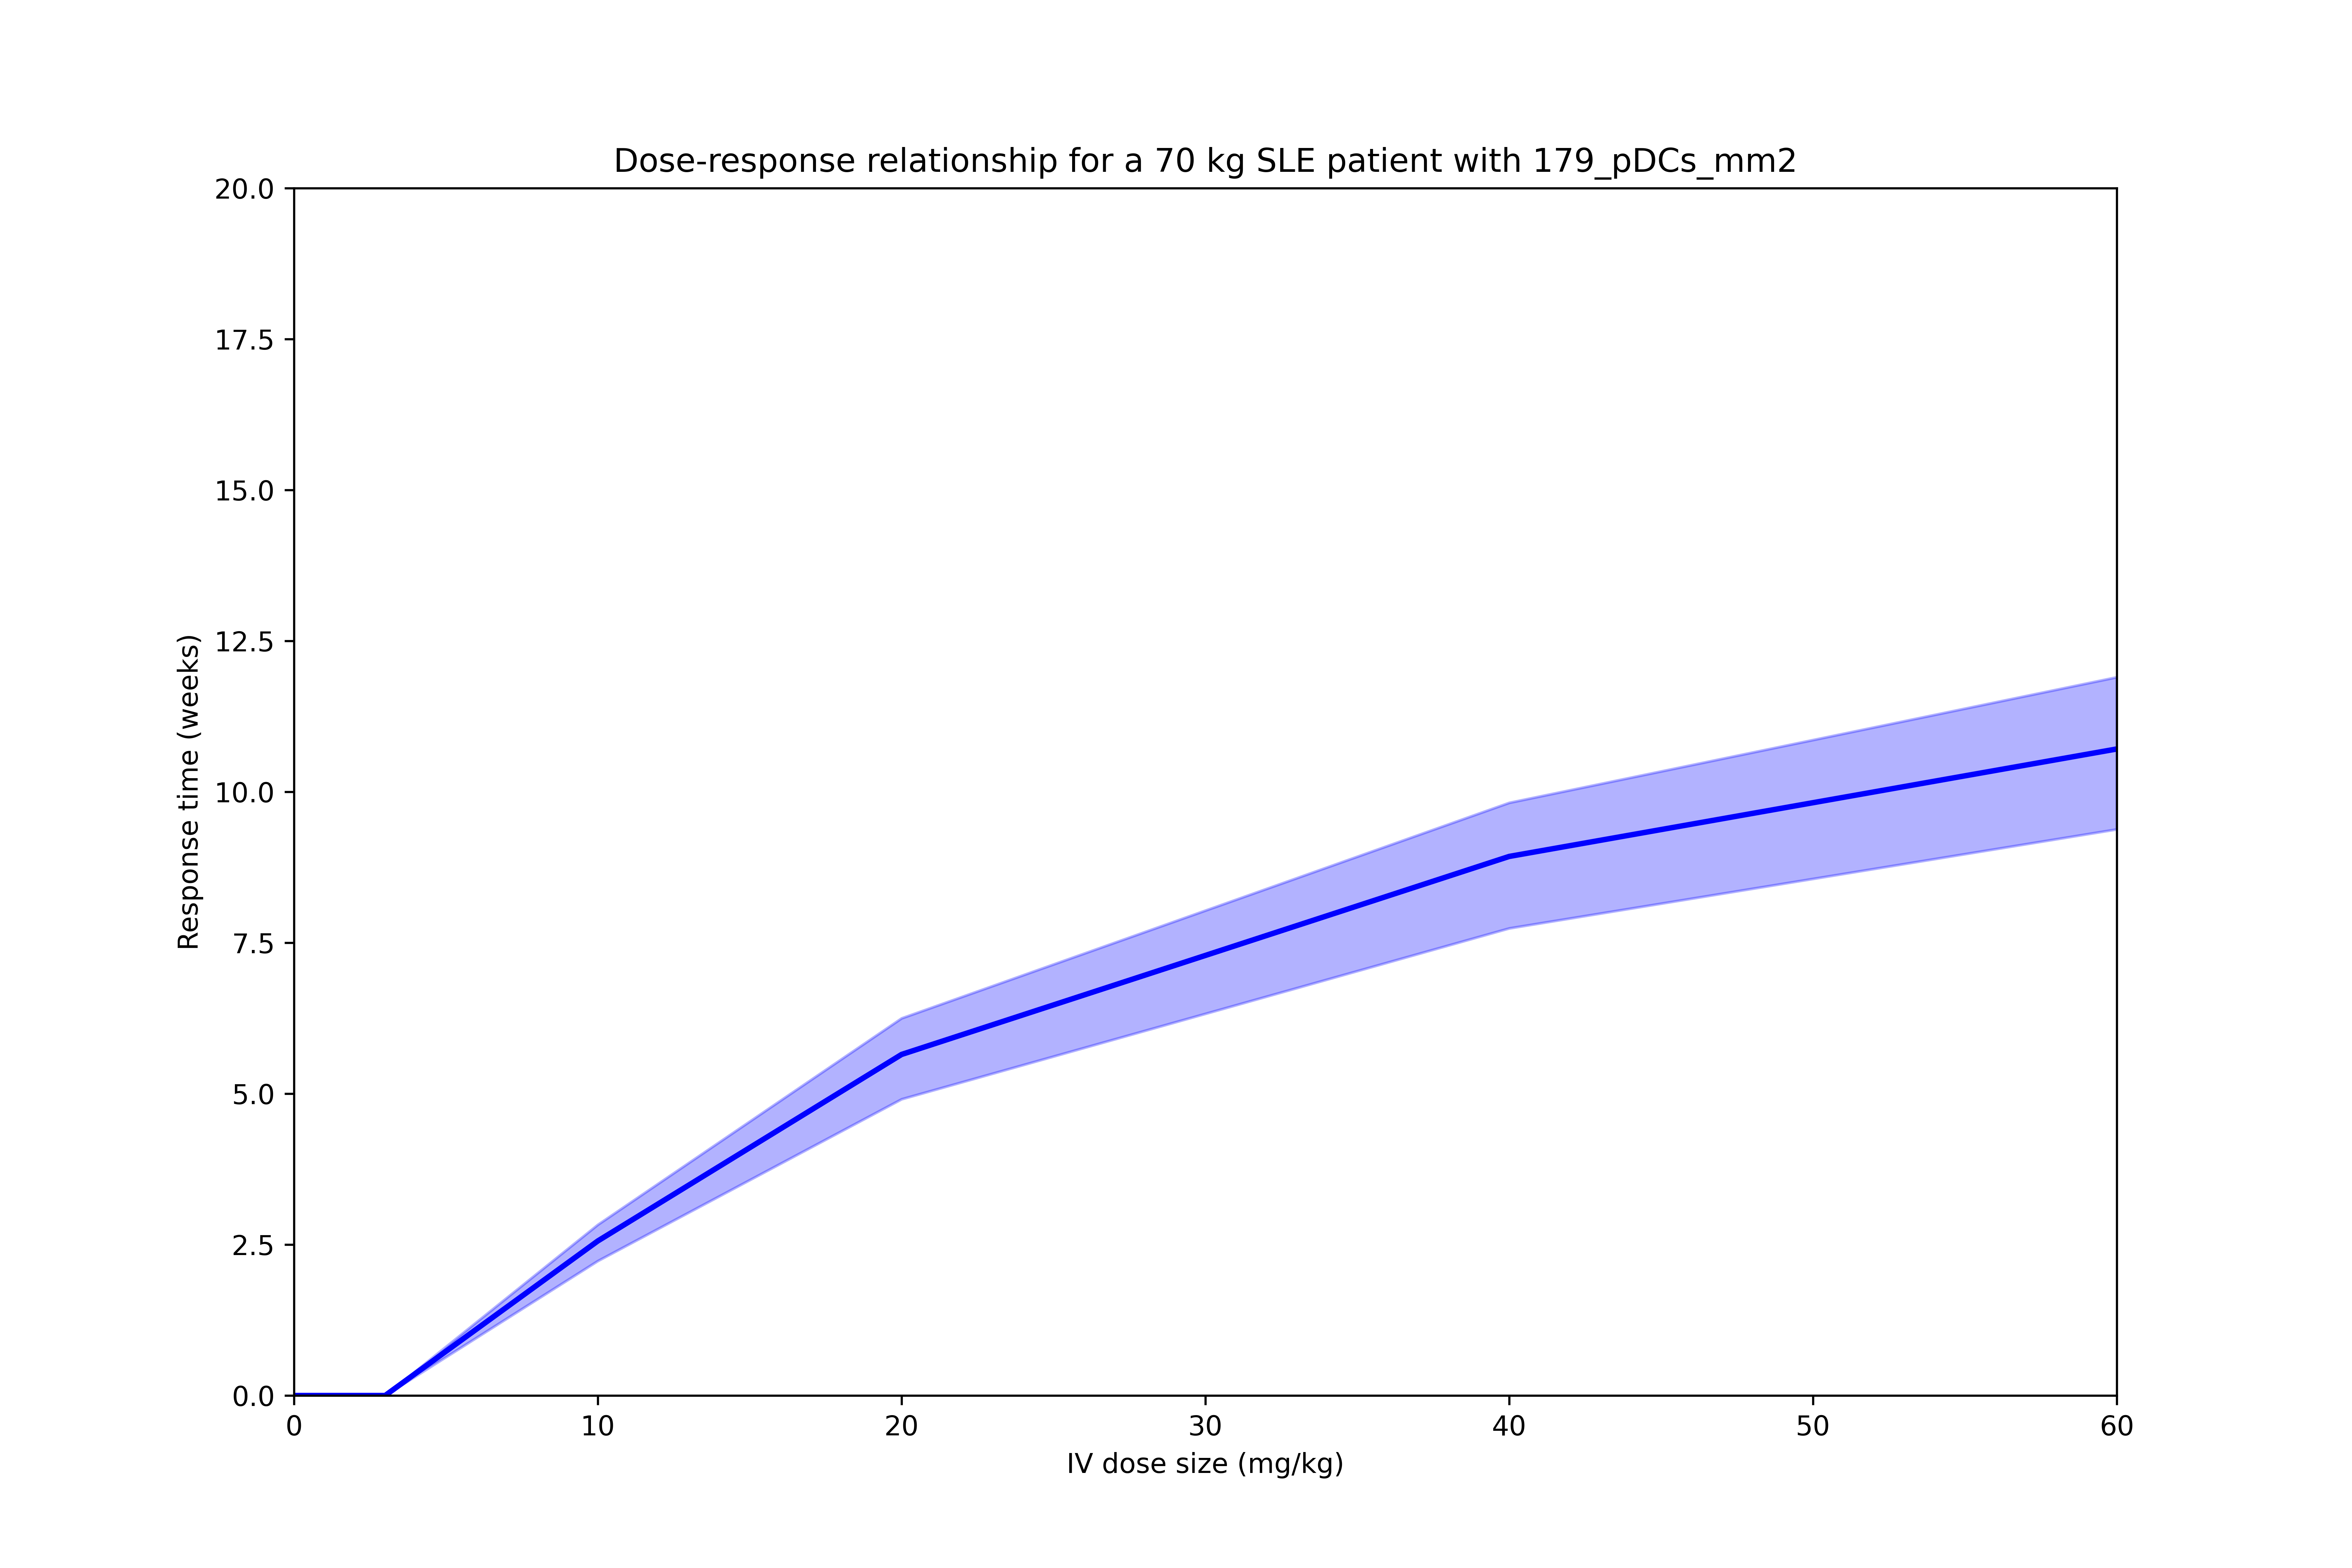 Dose-response relationship for a 70 kg SLE patient with 179_pDCs_mm2
20.0
17.5
15.0
12.5
10.0
7.5
5.0
2.5
0.0
Response time (weeks)
0 10 20 30 40 50 60
IV dose size (mg/kg)